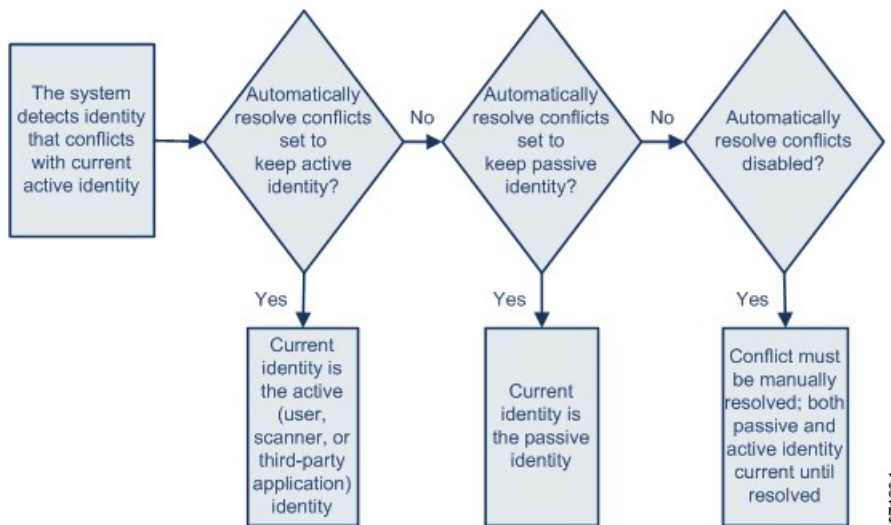 The system
detects identity
that conflicts
with current
active identity
Automatically
resolve conflicts
set to
keep active
identity?
No
Automatically
resolve conflicts
set to
keep passive
identity?
No
Automatically
resolve conflicts
disabled?
Yes
Yes
Yes
Current
identity is
the active
(user,
scanner, or
third-party
application)
identity
Current
identity is
the passive
identity
Conflict must
be manually
resolved; both
passive and
active identity
current until
resolved